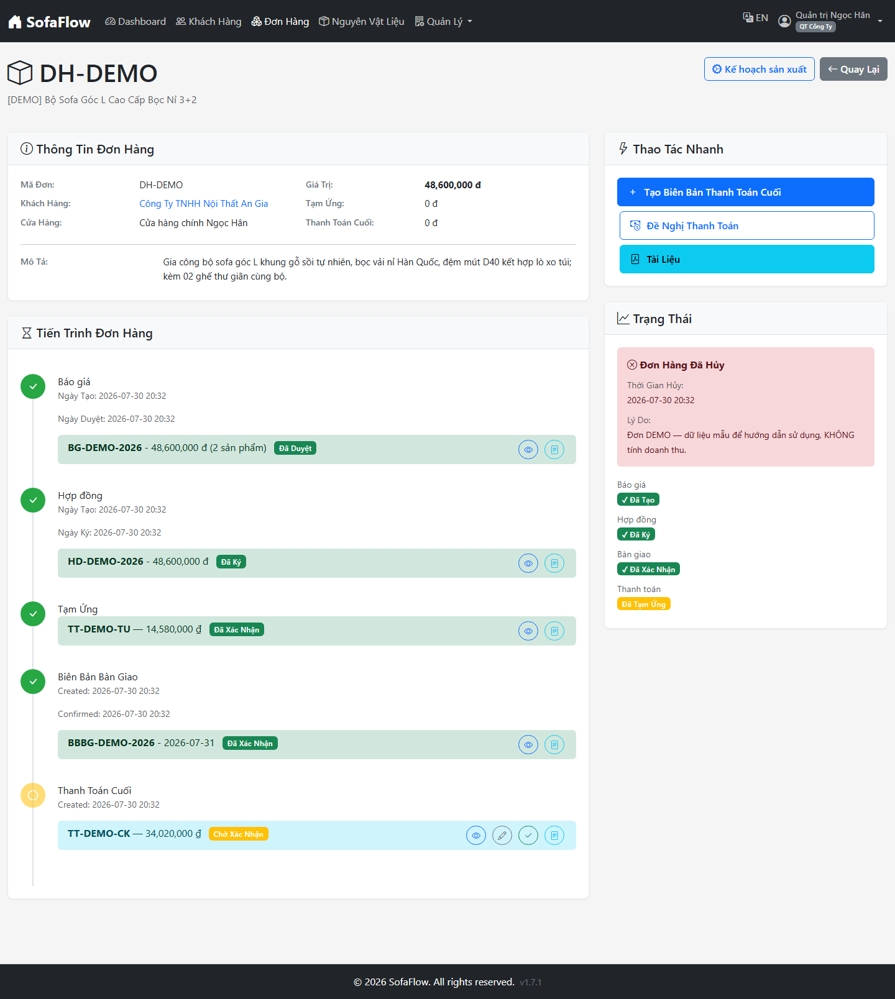 SofaFlow
Dashboard
Khách Hàng
Đơn Hàng
Nguyên Vật Liệu
Quản Lý
EN
Quản trị Ngọc Hân
QT Công Ty
DH-DEMO
[DEMO] Bộ Sofa Góc L Cao Cấp Bọc Nỉ 3+2
Kế hoạch sản xuất
Quay Lại
Thông Tin Đơn Hàng
Mã Đơn: DH-DEMO
Giá Trị: 48,600,000 đ
Khách Hàng: Công Ty TNHH Nội Thất An Gia
Tạm Ứng: 0 đ
Cửa Hàng: Cửa hàng chính Ngọc Hân
Thanh Toán Cuối: 0 đ
Mô Tả: Gia công bộ sofa góc L khung gỗ sồi tự nhiên, bọc vải nỉ Hàn Quốc, đệm mút D40 kết hợp lò xo túi;
kèm 02 ghế thư giãn cùng bộ.
Tiến Trình Đơn Hàng
Báo giá
Ngày Tạo: 2026-07-30 20:32
Ngày Duyệt: 2026-07-30 20:32
BG-DEMO-2026 - 48,600,000 đ (2 sản phẩm) Đã Duyệt
Hợp đồng
Ngày Tạo: 2026-07-30 20:32
Ngày Ký: 2026-07-30 20:32
HD-DEMO-2026 - 48,600,000 đ Đã Ký
Tạm Ứng
TT-DEMO-TU — 14,580,000 ₫ Đã Xác Nhận
Biên Bản Bàn Giao
Created: 2026-07-30 20:32
Confirmed: 2026-07-30 20:32
BBBG-DEMO-2026 - 2026-07-31 Đã Xác Nhận
Thanh Toán Cuối
Created: 2026-07-30 20:32
TT-DEMO-CK — 34,020,000 ₫ Chờ Xác Nhận
Thao Tác Nhanh
+ Tạo Biên Bản Thanh Toán Cuối
Đề Nghị Thanh Toán
Tài Liệu
Trạng Thái
Đơn Hàng Đã Hủy
Thời Gian Hủy:
2026-07-30 20:32
Lý Do:
Đơn DEMO — dữ liệu mẫu để hướng dẫn sử dụng, KHÔNG
tính doanh thu.
Báo giá
✓ Đã Tạo
Hợp đồng
✓ Đã Ký
Bàn giao
✓ Đã Xác Nhận
Thanh toán
Đã Tạm Ứng
© 2026 SofaFlow. All rights reserved. v1.7.1